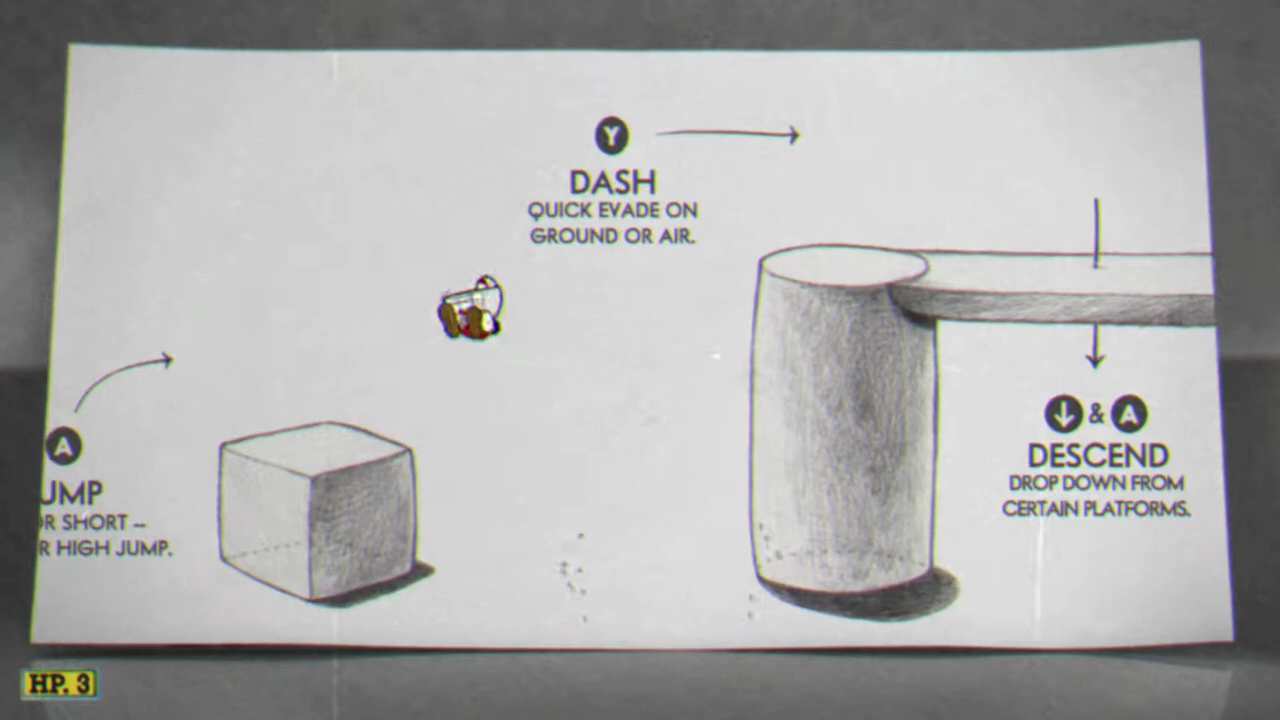 Y
DASH
QUICK EVADE ON
GROUND OR AIR.
A
UMP
OR SHORT –
R HIGH JUMP.
↓ & A
DESCEND
DROP DOWN FROM
CERTAIN PLATFORMS.
HP. 3